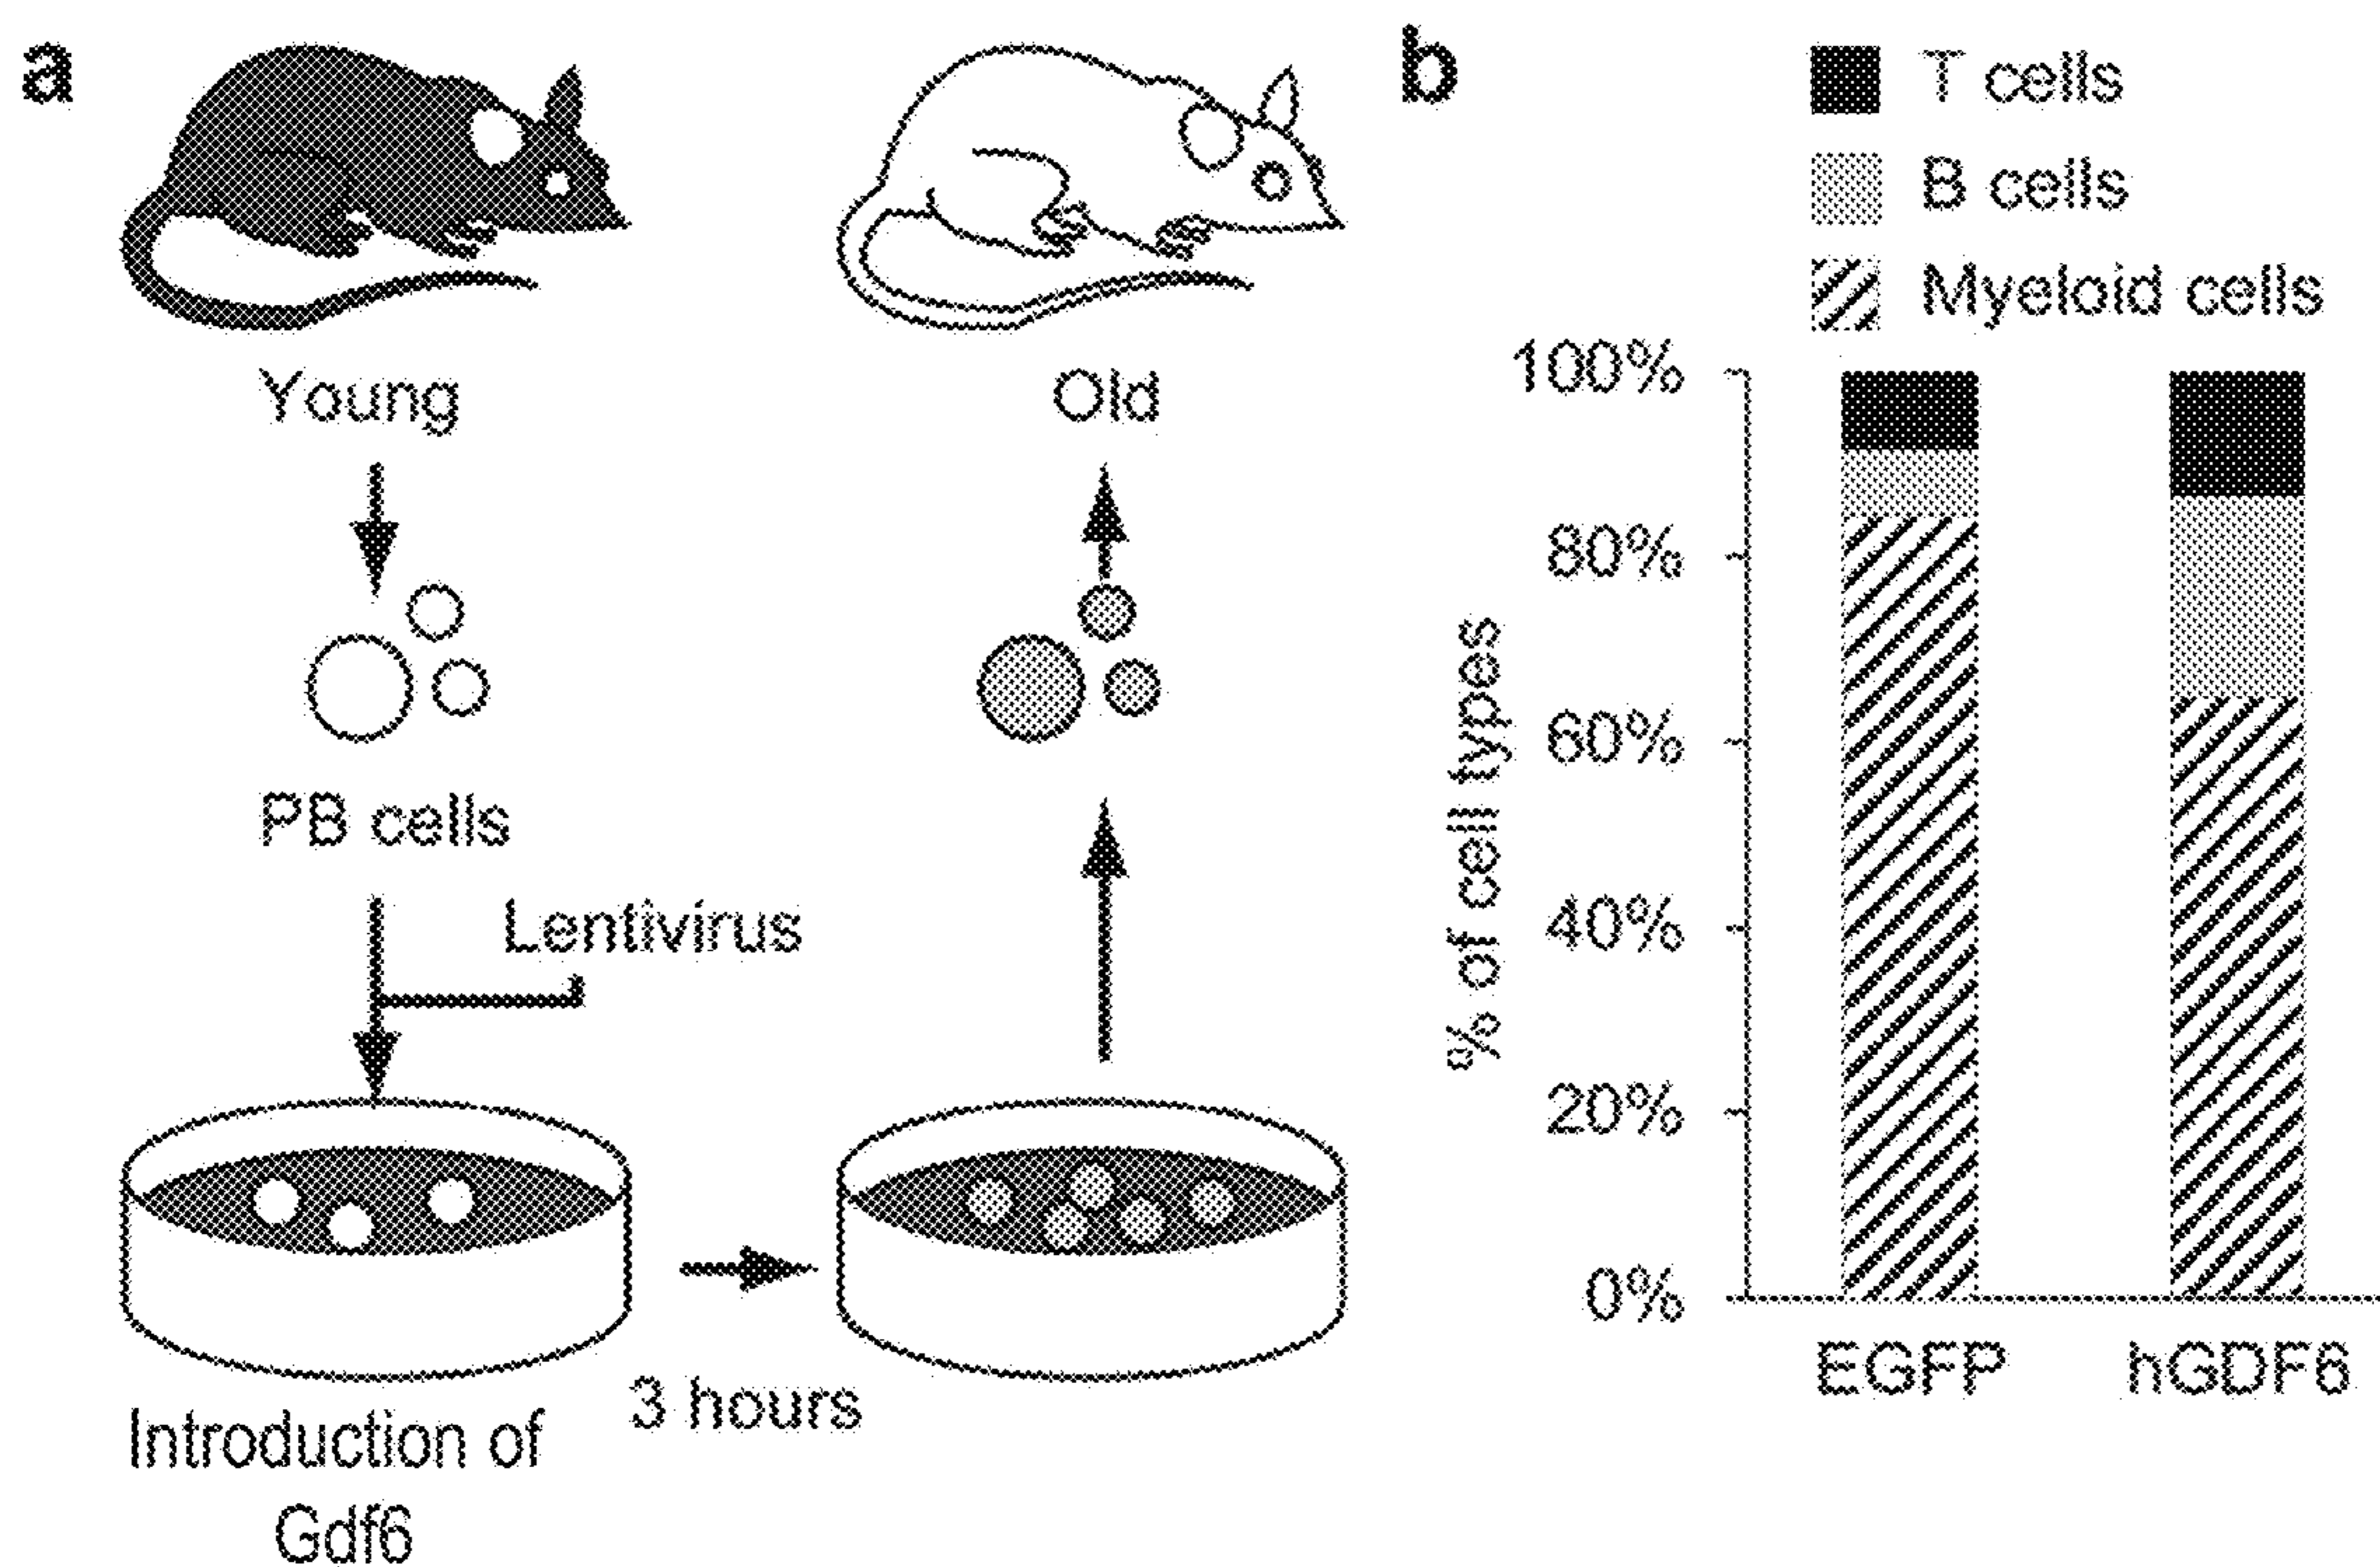 a
Young
Old
PB cells
Lentivirus
Introduction of
Gdf6
3 hours
b
T cells
B cells
Myeloid cells
% of cell types
100%
80%
60%
40%
20%
0%
EGFP
hGDF6